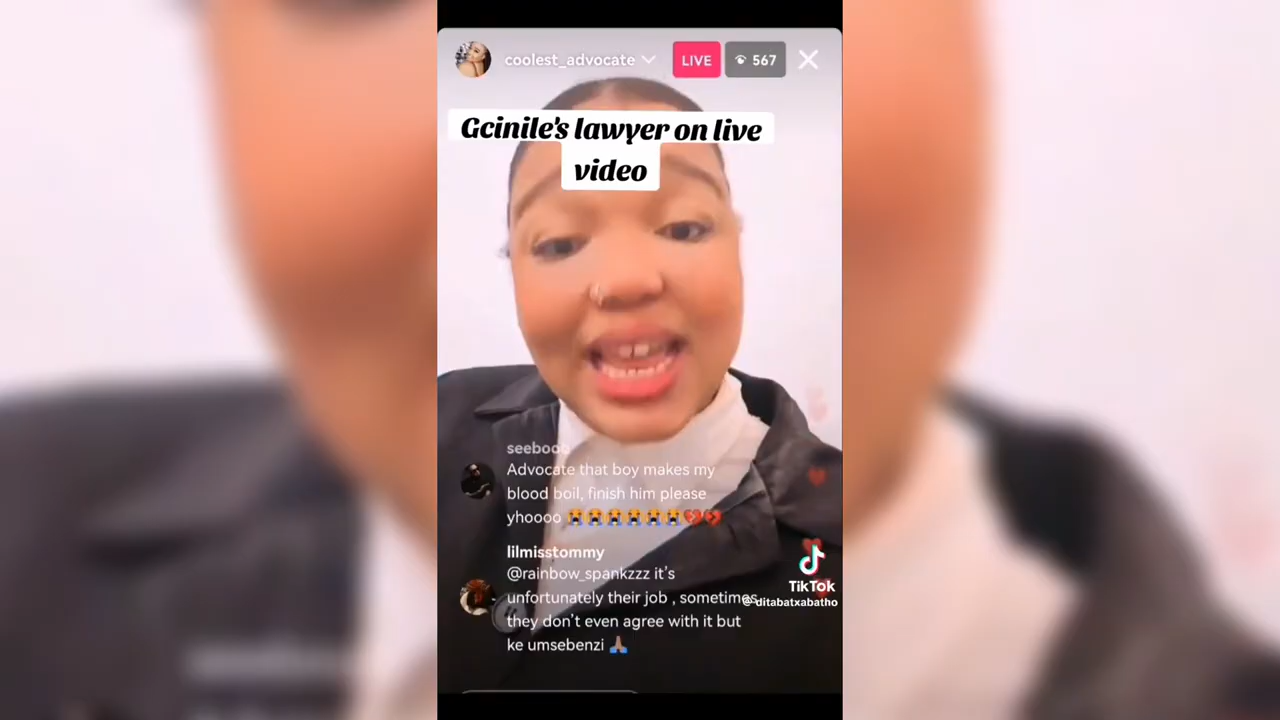 coolest_advocate
LIVE
567
Gcinile's lawyer on live
video
seebooo
Advocate that boy makes my
blood boil, finish him please
yhoooo 😭😭😭😭😭😭💔💔
lilmisstommy
@rainbow_spankzzz it's
unfortunately their job , sometimes
they don't even agree with it but
ke umsebenzi 🙏🏽
TikTok
@ditabatxabatho